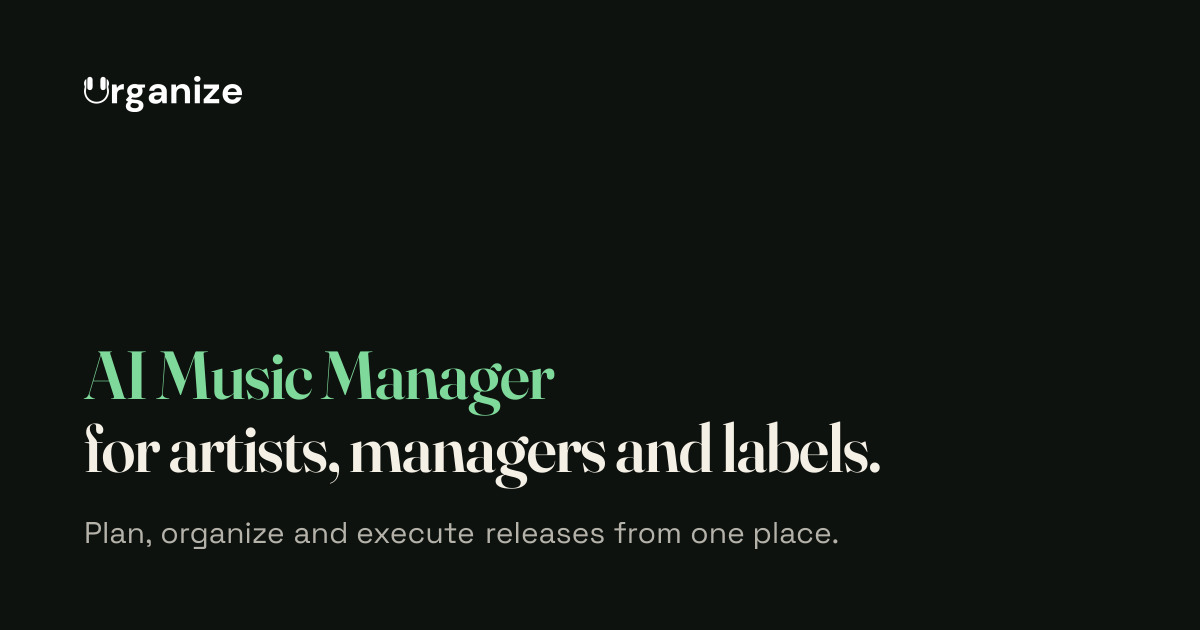 Urganize
AI Music Manager
for artists, managers and labels.
Plan, organize and execute releases from one place.